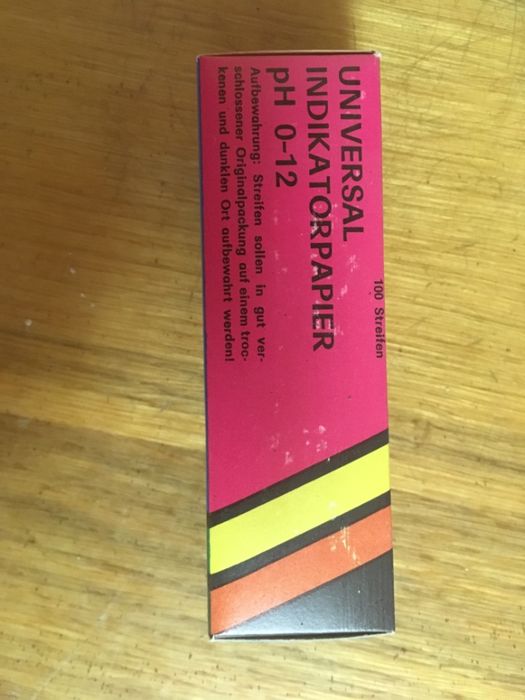 100 Streifen
UNIVERSAL
INDIKATORPAPIER
pH 0-12
Aufbewahrung: Streifen sollen in gut ver-
schlossener Originalpackung auf einem troc-
kenen und dunklen Ort aufbewahrt werden!